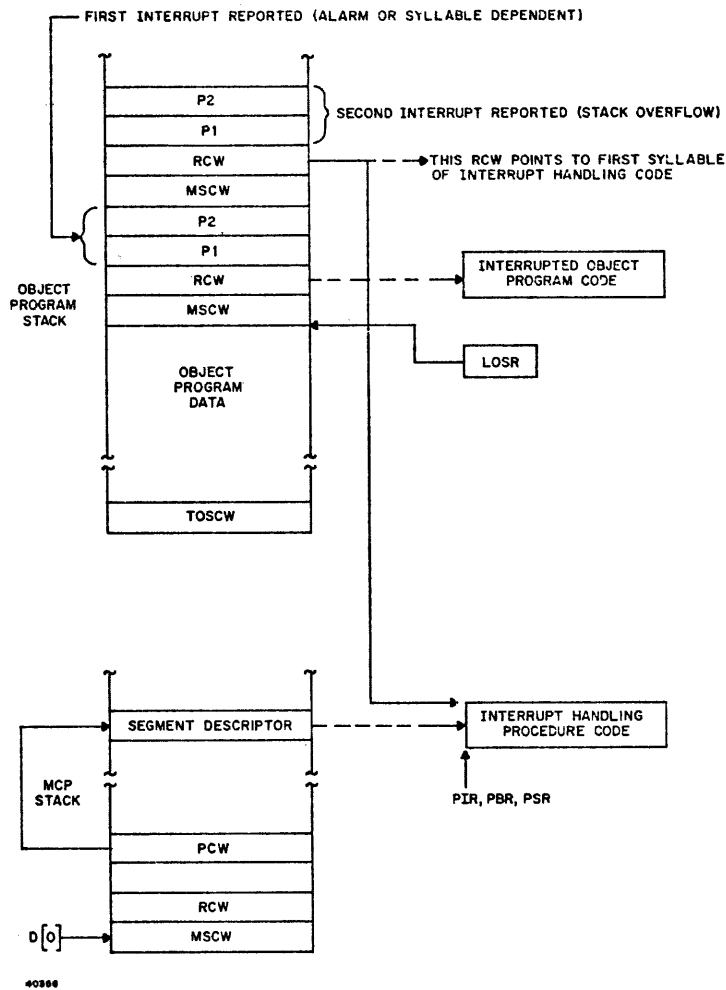 FIRST INTERRUPT REPORTED (ALARM OR SYLLABLE DEPENDENT)
P2
P1
SECOND INTERRUPT REPORTED (STACK OVERFLOW)
RCW
THIS RCW POINTS TO FIRST SYLLABLE
OF INTERRUPT HANDLING CODE
MSCW
P2
P1
OBJECT
PROGRAM
STACK
RCW
INTERRUPTED OBJECT
PROGRAM CODE
MSCW
LOSR
OBJECT
PROGRAM
DATA
TOSCW
SEGMENT DESCRIPTOR
INTERRUPT HANDLING
PROCEDURE CODE
MCP
STACK
PIR, PBR, PSR
PCW
RCW
D[0]
MSCW
40366